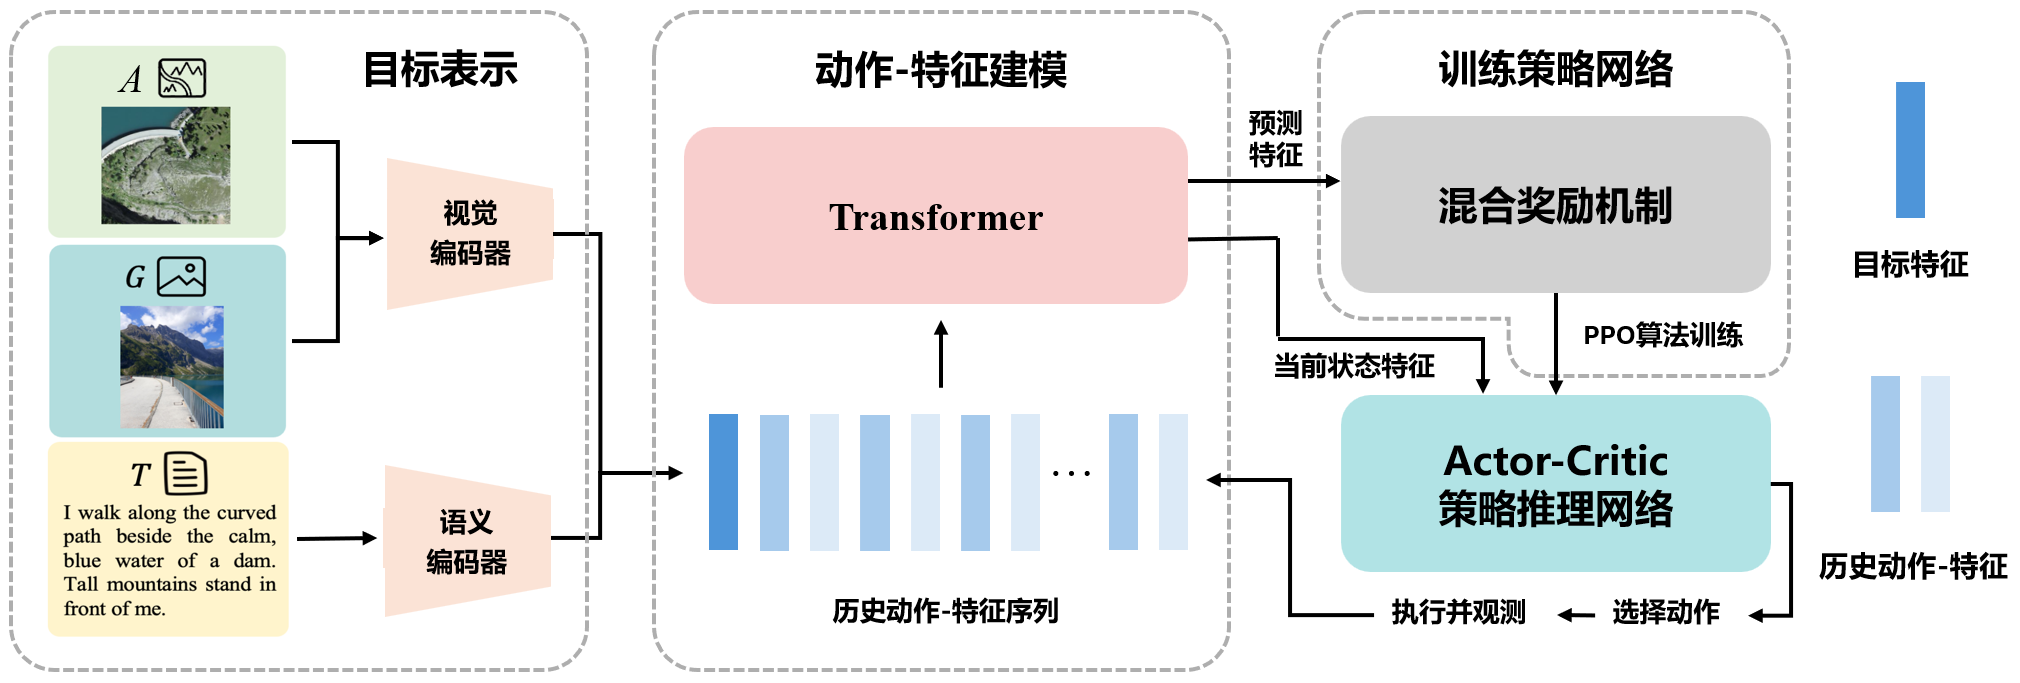 目标表示
A
G
T
I walk along the curved
path beside the calm,
blue water of a dam.
Tall mountains stand in
front of me.
视觉
编码器
语义
编码器
动作-特征建模
Transformer
...
历史动作-特征序列
预测
特征
当前状态特征
训练策略网络
混合奖励机制
PPO算法训练
Actor-Critic
策略推理网络
选择动作
执行并观测
目标特征
历史动作-特征